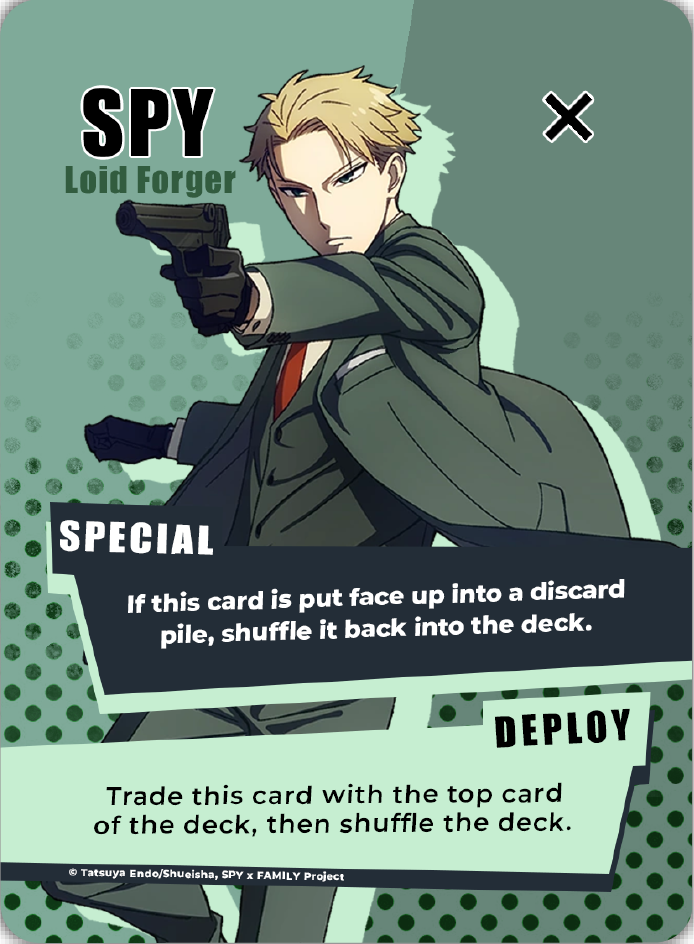 SPY
Loid Forger
×
SPECIAL
If this card is put face up into a discard
pile, shuffle it back into the deck.
DEPLOY
Trade this card with the top card
of the deck, then shuffle the deck.
© Tatsuya Endo/Shueisha, SPY x FAMILY Project